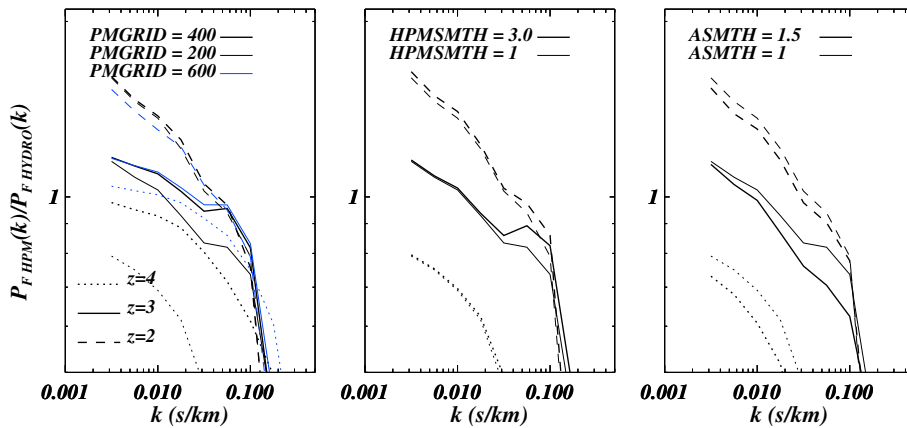 PMGRID = 400
PMGRID = 200
PMGRID = 600
HPMSMTH = 3.0
HPMSMTH = 1
ASMTH = 1.5
ASMTH = 1
P_F HPM(k)/P_F HYDRO(k)
1
1
1
z=4
z=3
z=2
0.001 0.010 0.100
0.001 0.010 0.100
0.001 0.010 0.100
k (s/km)
k (s/km)
k (s/km)